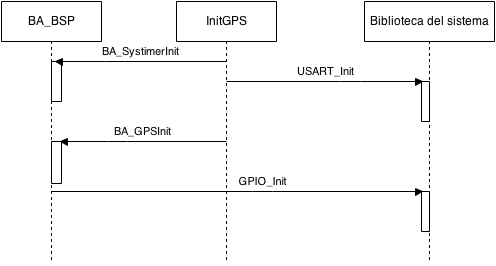 BA_BSP
InitGPS
Biblioteca del sistema
BA_SystimerInit
USART_Init
BA_GPSInit
GPIO_Init